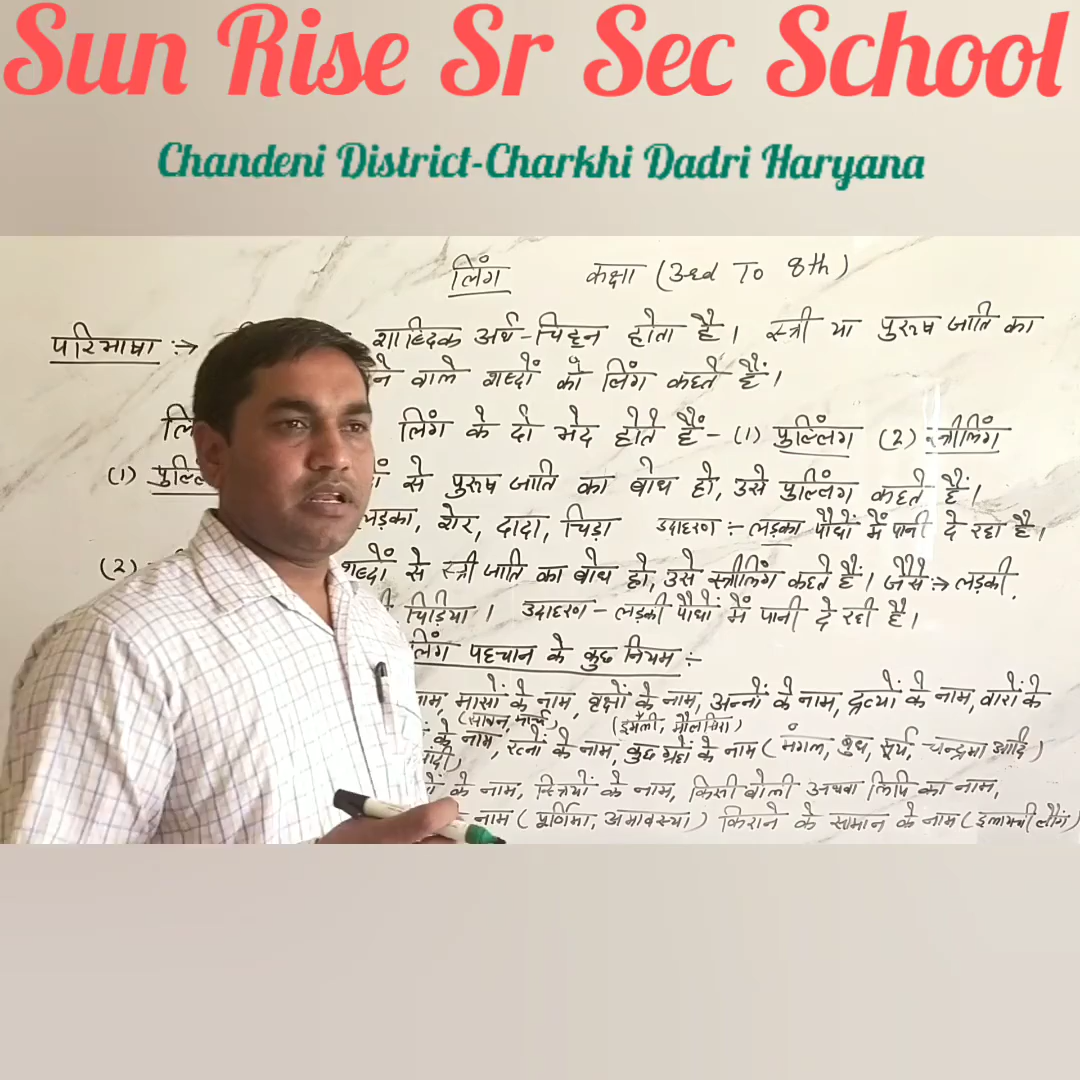 Sun Rise Sr Sec School
Chandeni District-Charkhi Dadri Haryana
लिंग कक्षा (3rd To 8th)
परिभाषा :→ शाब्दिक अर्थ - चिह्न होता है। स्त्री या पुरूष जाति का
ने वाले शब्दों को लिंग कहते हैं।
लिं लिंग के दो भेद होते हैं - (1) पुल्लिंग (2) स्त्रीलिंग
(1) पुल्लि से पुरूष जाति का बोध हो, उसे पुल्लिंग कहते हैं।
लड़का, शेर, दादा, चिड़ा उदाहरण :- लड़का पौधों में पानी दे रहा है।
(2) शब्दों से स्त्री जाति का बोध हो, उसे स्त्रीलिंग कहते हैं। जैसे :→ लड़की,
चिड़िया। उदाहरण - लड़की पौधों में पानी दे रही है।
लिंग पहचान के कुछ नियम :-
नाम, मासों के नाम, वृक्षों के नाम, अन्नों के नाम, द्रव्यों के नाम, वारों के
(सावन, मार्च) (इमली, मौलसिरी)
के नाम, रत्नों के नाम, कुछ ग्रहों के नाम (मंगल, बुध, सूर्य, चन्द्रमा आदि)
के नाम, किसी बोली अथवा लिपि का नाम,
नाम (पूर्णिमा, अमावस्या) किराने के सामान के नाम (इलायची लौंग)